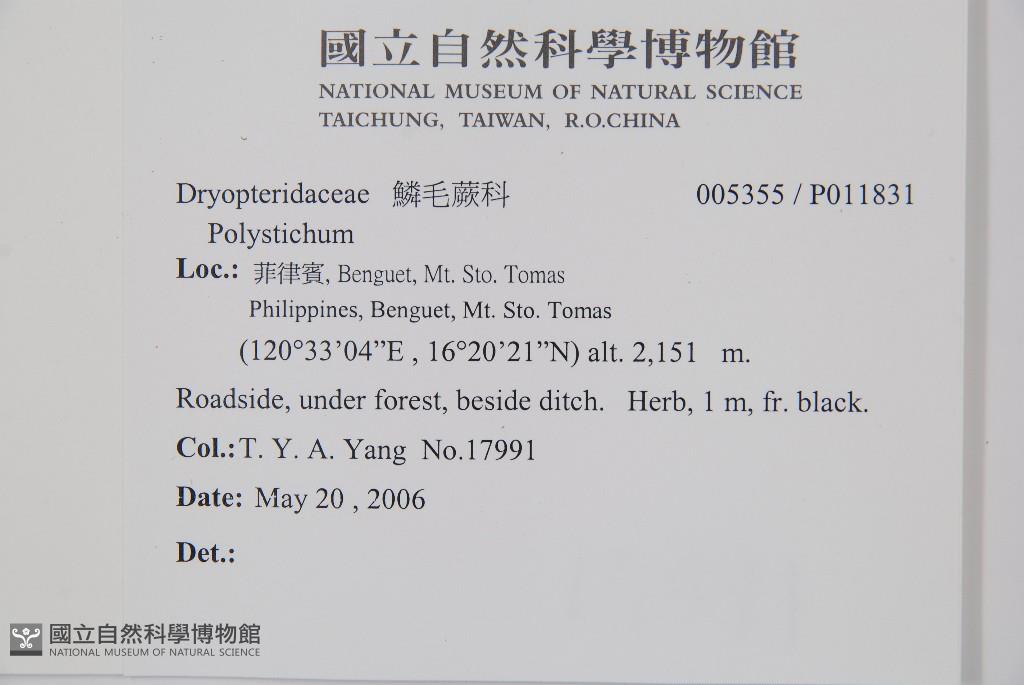 國立自然科學博物館
NATIONAL MUSEUM OF NATURAL SCIENCE
TAICHUNG, TAIWAN, R.O.CHINA
Dryopteridaceae 鱗毛蕨科 005355 / P011831
Polystichum
Loc.: 菲律賓, Benguet, Mt. Sto. Tomas
Philippines, Benguet, Mt. Sto. Tomas
(120°33’04”E , 16°20’21”N) alt. 2,151 m.
Roadside, under forest, beside ditch. Herb, 1 m, fr. black.
Col.: T. Y. A. Yang No.17991
Date: May 20 , 2006
Det.:
國立自然科學博物館
NATIONAL MUSEUM OF NATURAL SCIENCE